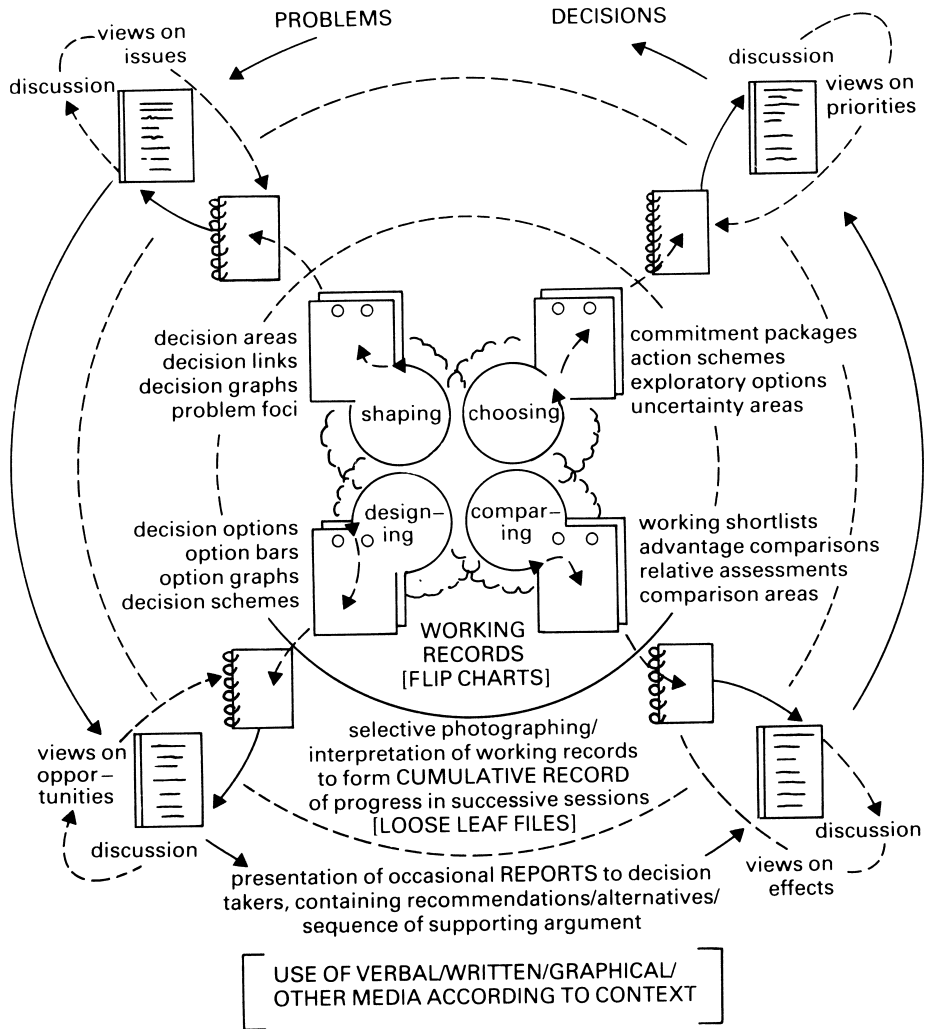 PROBLEMS
DECISIONS
views on
issues
discussion
discussion
views on
priorities
decision areas
decision links
decision graphs
problem foci
commitment packages
action schemes
exploratory options
uncertainty areas
shaping
choosing
design–
ing
compar–
ing
decision options
option bars
option graphs
decision schemes
working shortlists
advantage comparisons
relative assessments
comparison areas
WORKING
RECORDS
[FLIP CHARTS]
selective photographing/
interpretation of working records
to form CUMULATIVE RECORD
of progress in successive sessions
[LOOSE LEAF FILES]
views on
oppor–
tunities
discussion
discussion
views on
effects
presentation of occasional REPORTS to decision
takers, containing recommendations/alternatives/
sequence of supporting argument
USE OF VERBAL/WRITTEN/GRAPHICAL/
OTHER MEDIA ACCORDING TO CONTEXT